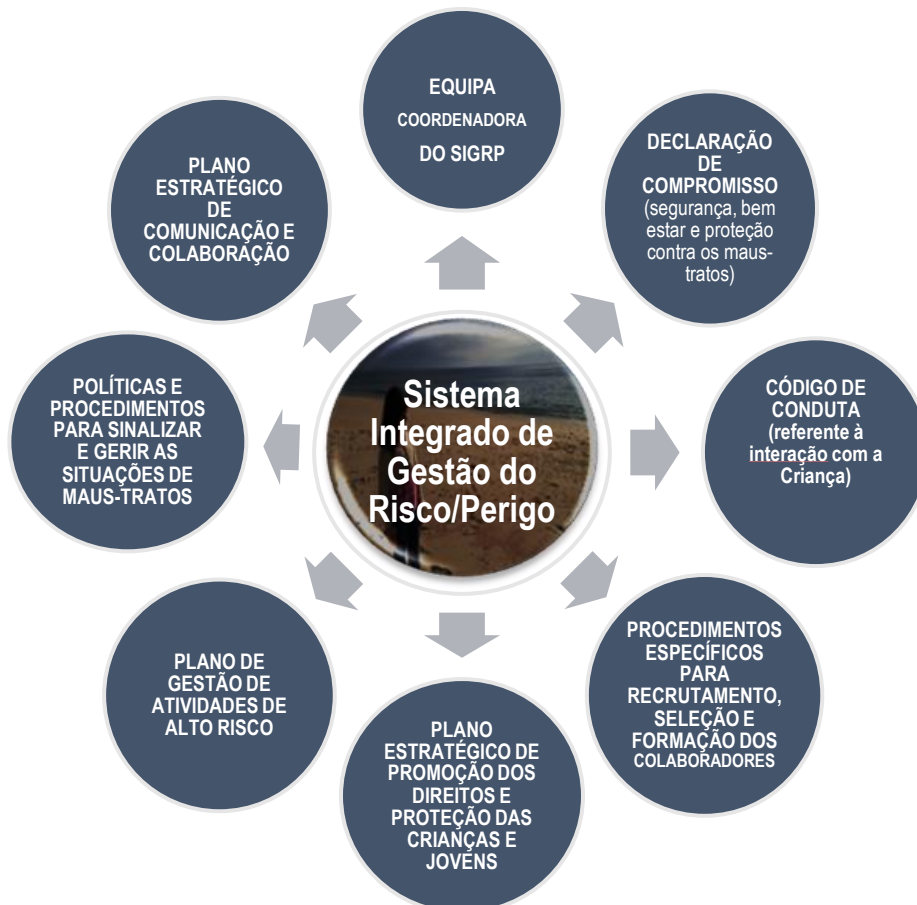 EQUIPA
COORDENADORA
DO SIGRP
DECLARAÇÃO
DE
COMPROMISSO
(segurança, bem
estar e proteção
contra os maus-
tratos)
CÓDIGO DE
CONDUTA
(referente à
interação com a
Criança)
PROCEDIMENTOS
ESPECÍFICOS
PARA
RECRUTAMENTO,
SELEÇÃO E
FORMAÇÃO DOS
COLABORADORES
PLANO
ESTRATÉGICO DE
PROMOÇÃO DOS
DIREITOS E
PROTEÇÃO DAS
CRIANÇAS E
JOVENS
PLANO DE
GESTÃO DE
ATIVIDADES DE
ALTO RISCO
POLÍTICAS E
PROCEDIMENTOS
PARA SINALIZAR
E GERIR AS
SITUAÇÕES DE
MAUS-TRATOS
PLANO
ESTRATÉGICO
DE
COMUNICAÇÃO E
COLABORAÇÃO
Sistema
Integrado de
Gestão do
Risco/Perigo